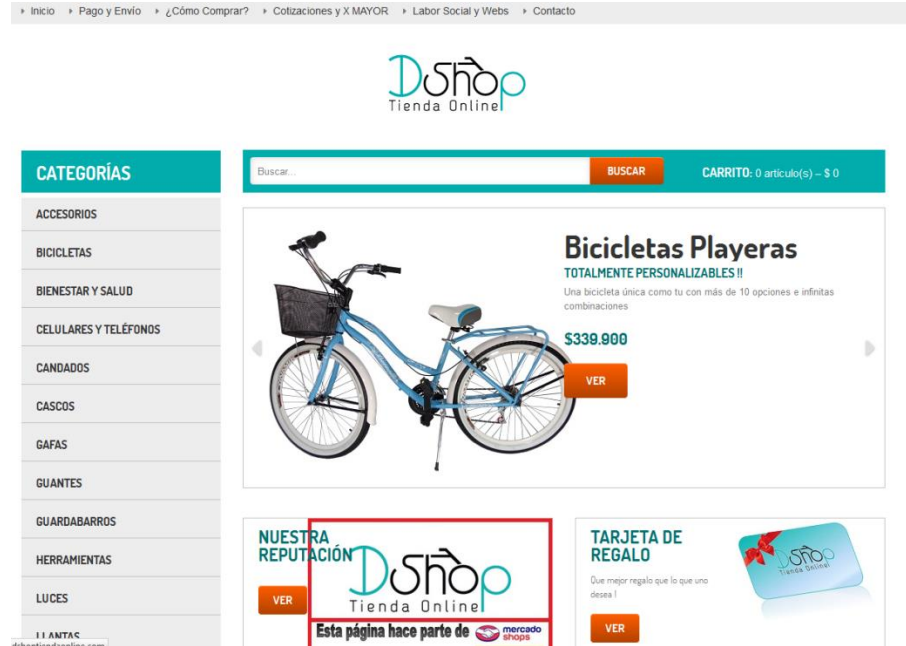 Inicio Pago y Envío ¿Cómo Comprar? Cotizaciones y X MAYOR Labor Social y Webs Contacto
DShop
Tienda Online
CATEGORÍAS
Buscar...
BUSCAR
CARRITO: 0 artículo(s) – $ 0
ACCESORIOS
BICICLETAS
BIENESTAR Y SALUD
CELULARES Y TELÉFONOS
CANDADOS
CASCOS
GAFAS
GUANTES
GUARDABARROS
HERRAMIENTAS
LUCES
LLANTAS
Bicicletas Playeras
TOTALMENTE PERSONALIZABLES !!
Una bicicleta única como tu con más de 10 opciones e infinitas
combinaciones
$339.900
VER
NUESTRA
REPUTACIÓN
VER
DShop
Tienda Online
Esta página hace parte de mercado
shops
TARJETA DE
REGALO
Que mejor regalo que lo que uno
desea !
VER
DShop
Tienda Online